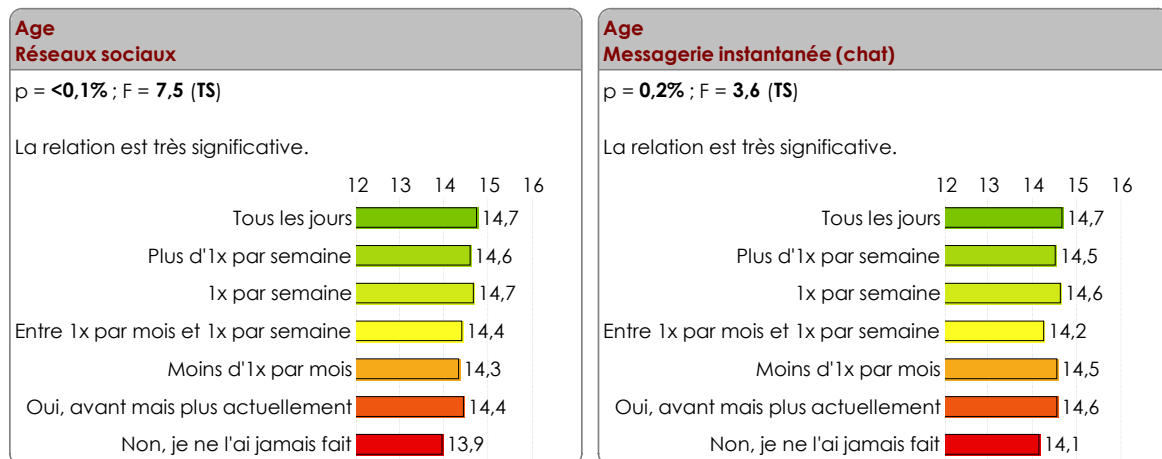 Age
Réseaux sociaux
p = <0,1% ; F = 7,5 (TS)
La relation est très significative.
12 13 14 15 16
Tous les jours 14,7
Plus d'1x par semaine 14,6
1x par semaine 14,7
Entre 1x par mois et 1x par semaine 14,4
Moins d'1x par mois 14,3
Oui, avant mais plus actuellement 14,4
Non, je ne l'ai jamais fait 13,9
Age
Messagerie instantanée (chat)
p = 0,2% ; F = 3,6 (TS)
La relation est très significative.
12 13 14 15 16
Tous les jours 14,7
Plus d'1x par semaine 14,5
1x par semaine 14,6
Entre 1x par mois et 1x par semaine 14,2
Moins d'1x par mois 14,5
Oui, avant mais plus actuellement 14,6
Non, je ne l'ai jamais fait 14,1